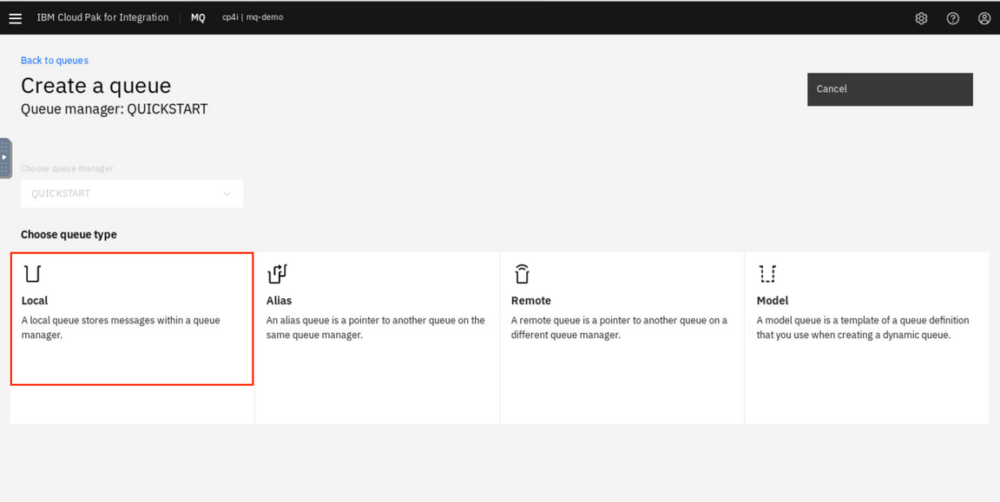 IBM Cloud Pak for Integration MQ cp4i | mq-demo
Back to queues
Create a queue
Cancel
Queue manager: QUICKSTART
Choose queue manager
QUICKSTART
Choose queue type
Local
A local queue stores messages within a queue
manager.
Alias
An alias queue is a pointer to another queue on the
same queue manager.
Remote
A remote queue is a pointer to another queue on a
different queue manager.
Model
A model queue is a template of a queue definition
that you use when creating a dynamic queue.